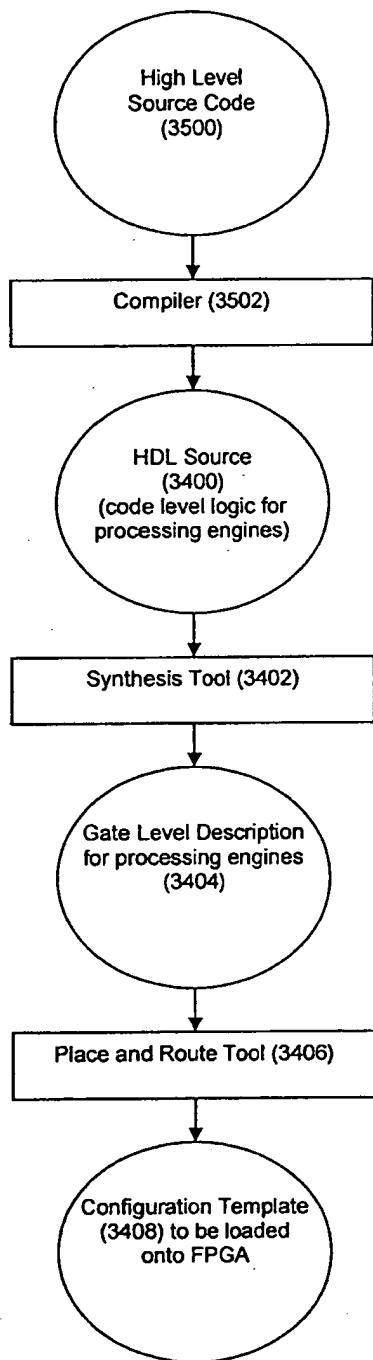 High Level
Source Code
(3500)
Compiler (3502)
HDL Source
(3400)
(code level logic for
processing engines)
Synthesis Tool (3402)
Gate Level Description
for processing engines
(3404)
Place and Route Tool (3406)
Configuration Template
(3408) to be loaded
onto FPGA